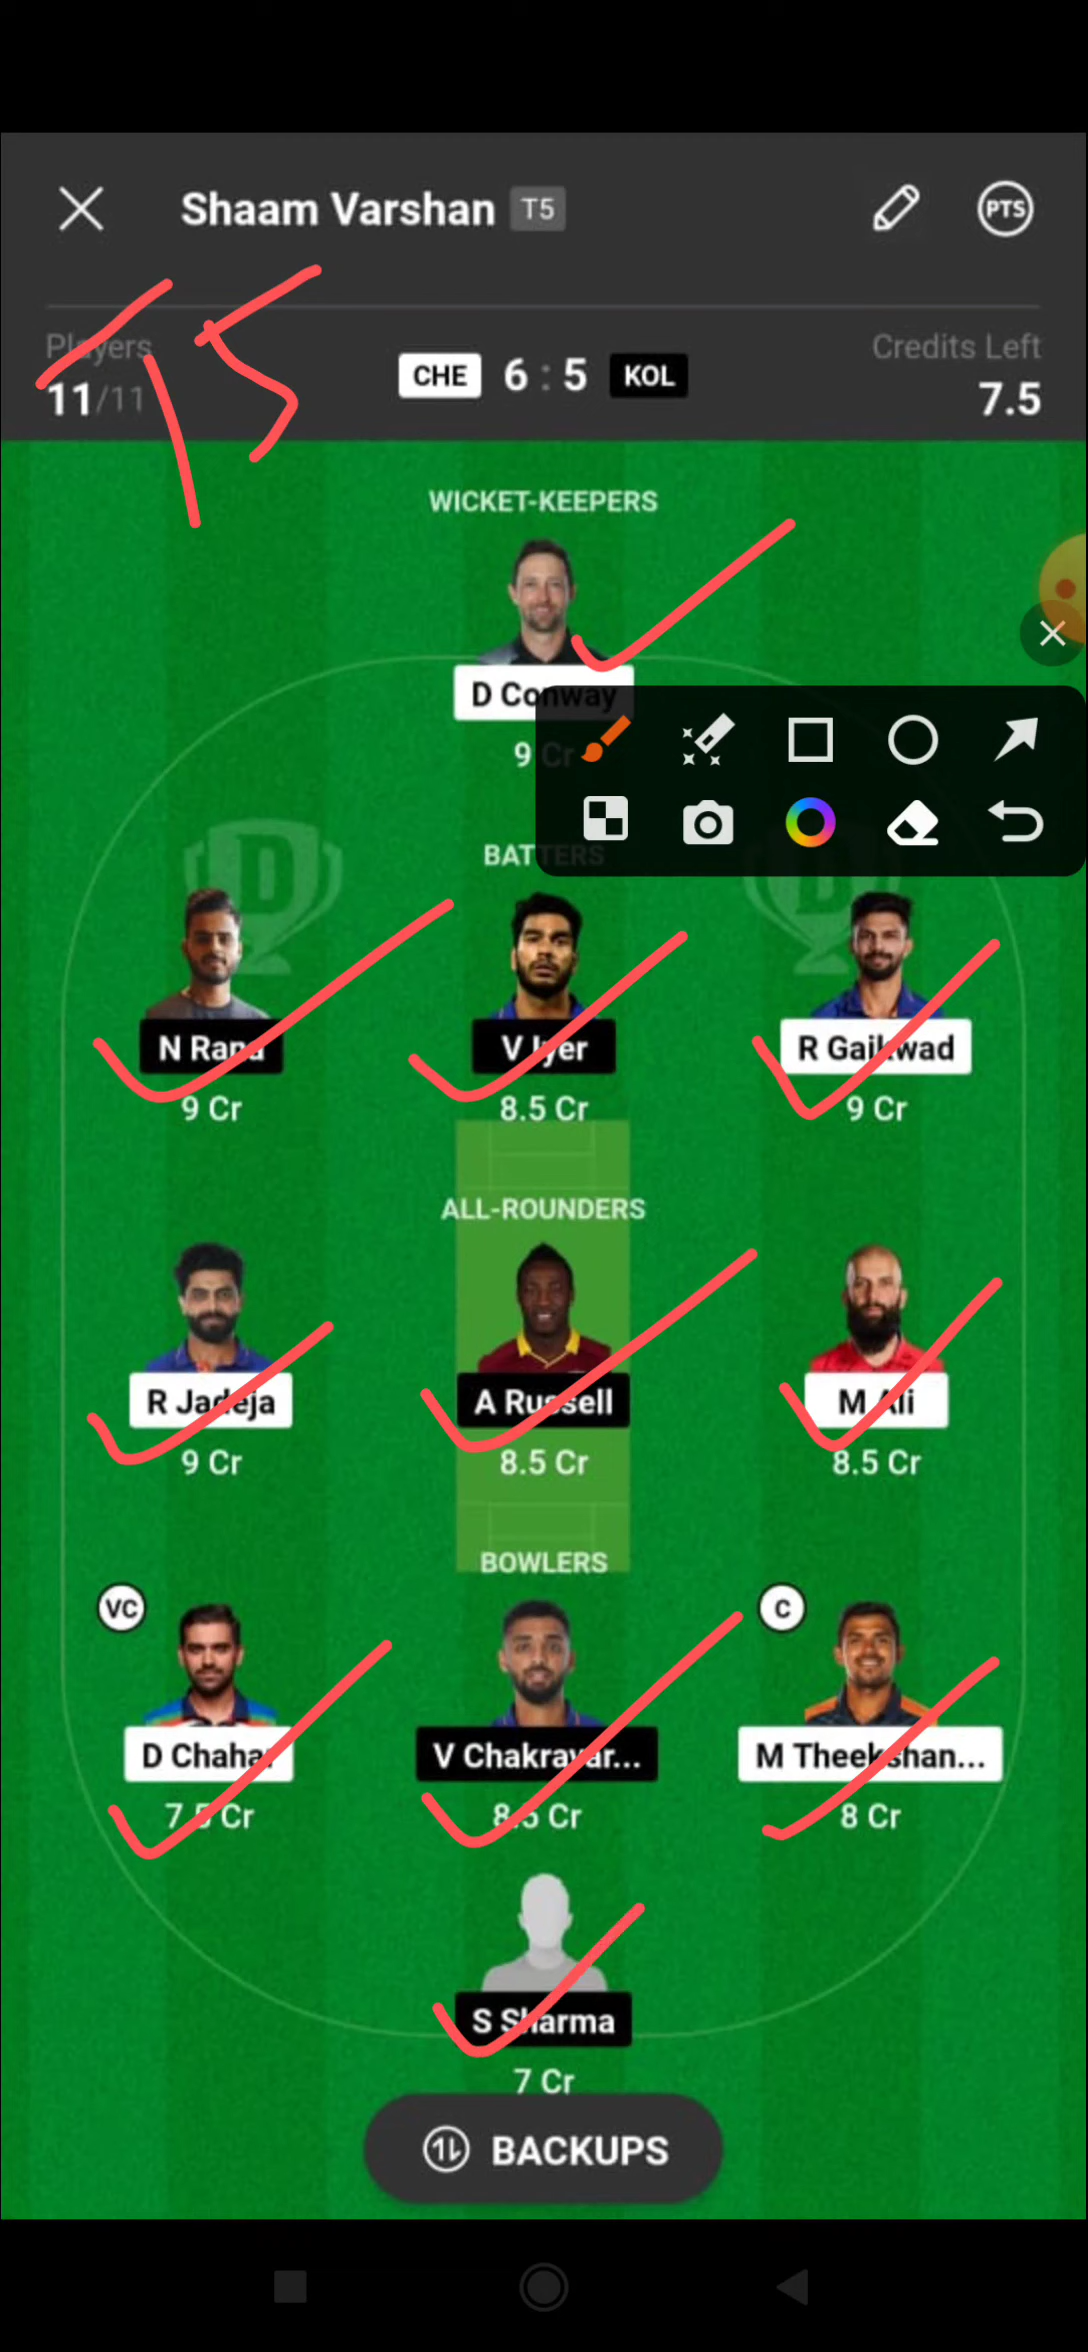 Shaam Varshan T5
PTS
T5
Players
11/11
CHE 6 : 5 KOL
Credits Left
7.5
WICKET-KEEPERS
D Conway
9 Cr
BATTERS
N Rana
V Iyer
R Gaikwad
9 Cr
8.5 Cr
9 Cr
ALL-ROUNDERS
R Jadeja
A Russell
M Ali
9 Cr
8.5 Cr
8.5 Cr
BOWLERS
VC
C
D Chahar
V Chakravar...
M Theekshan...
7.5 Cr
8.5 Cr
8 Cr
S Sharma
7 Cr
BACKUPS